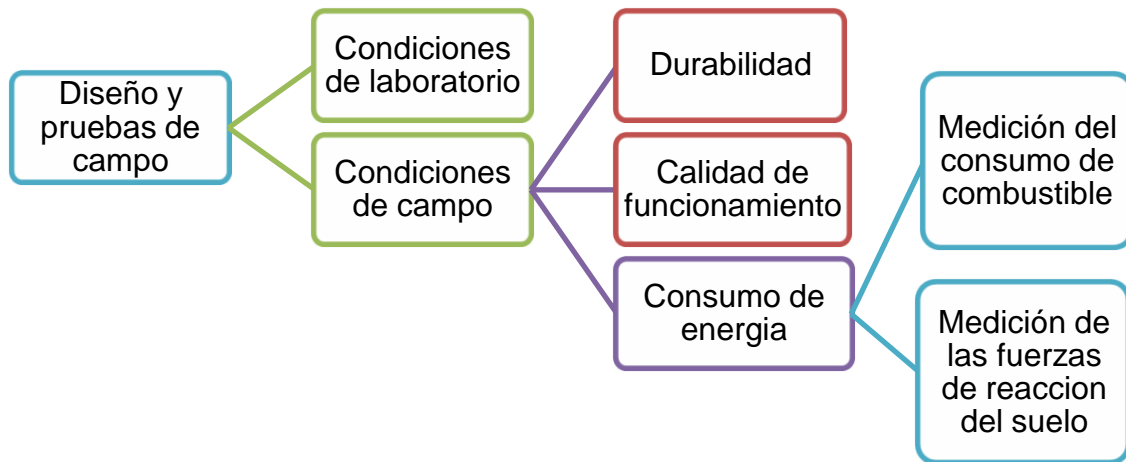 Diseño y
pruebas de
campo
Condiciones
de laboratorio
Condiciones
de campo
Durabilidad
Calidad de
funcionamiento
Consumo de
energia
Medición del
consumo de
combustible
Medición de
las fuerzas
de reaccion
del suelo